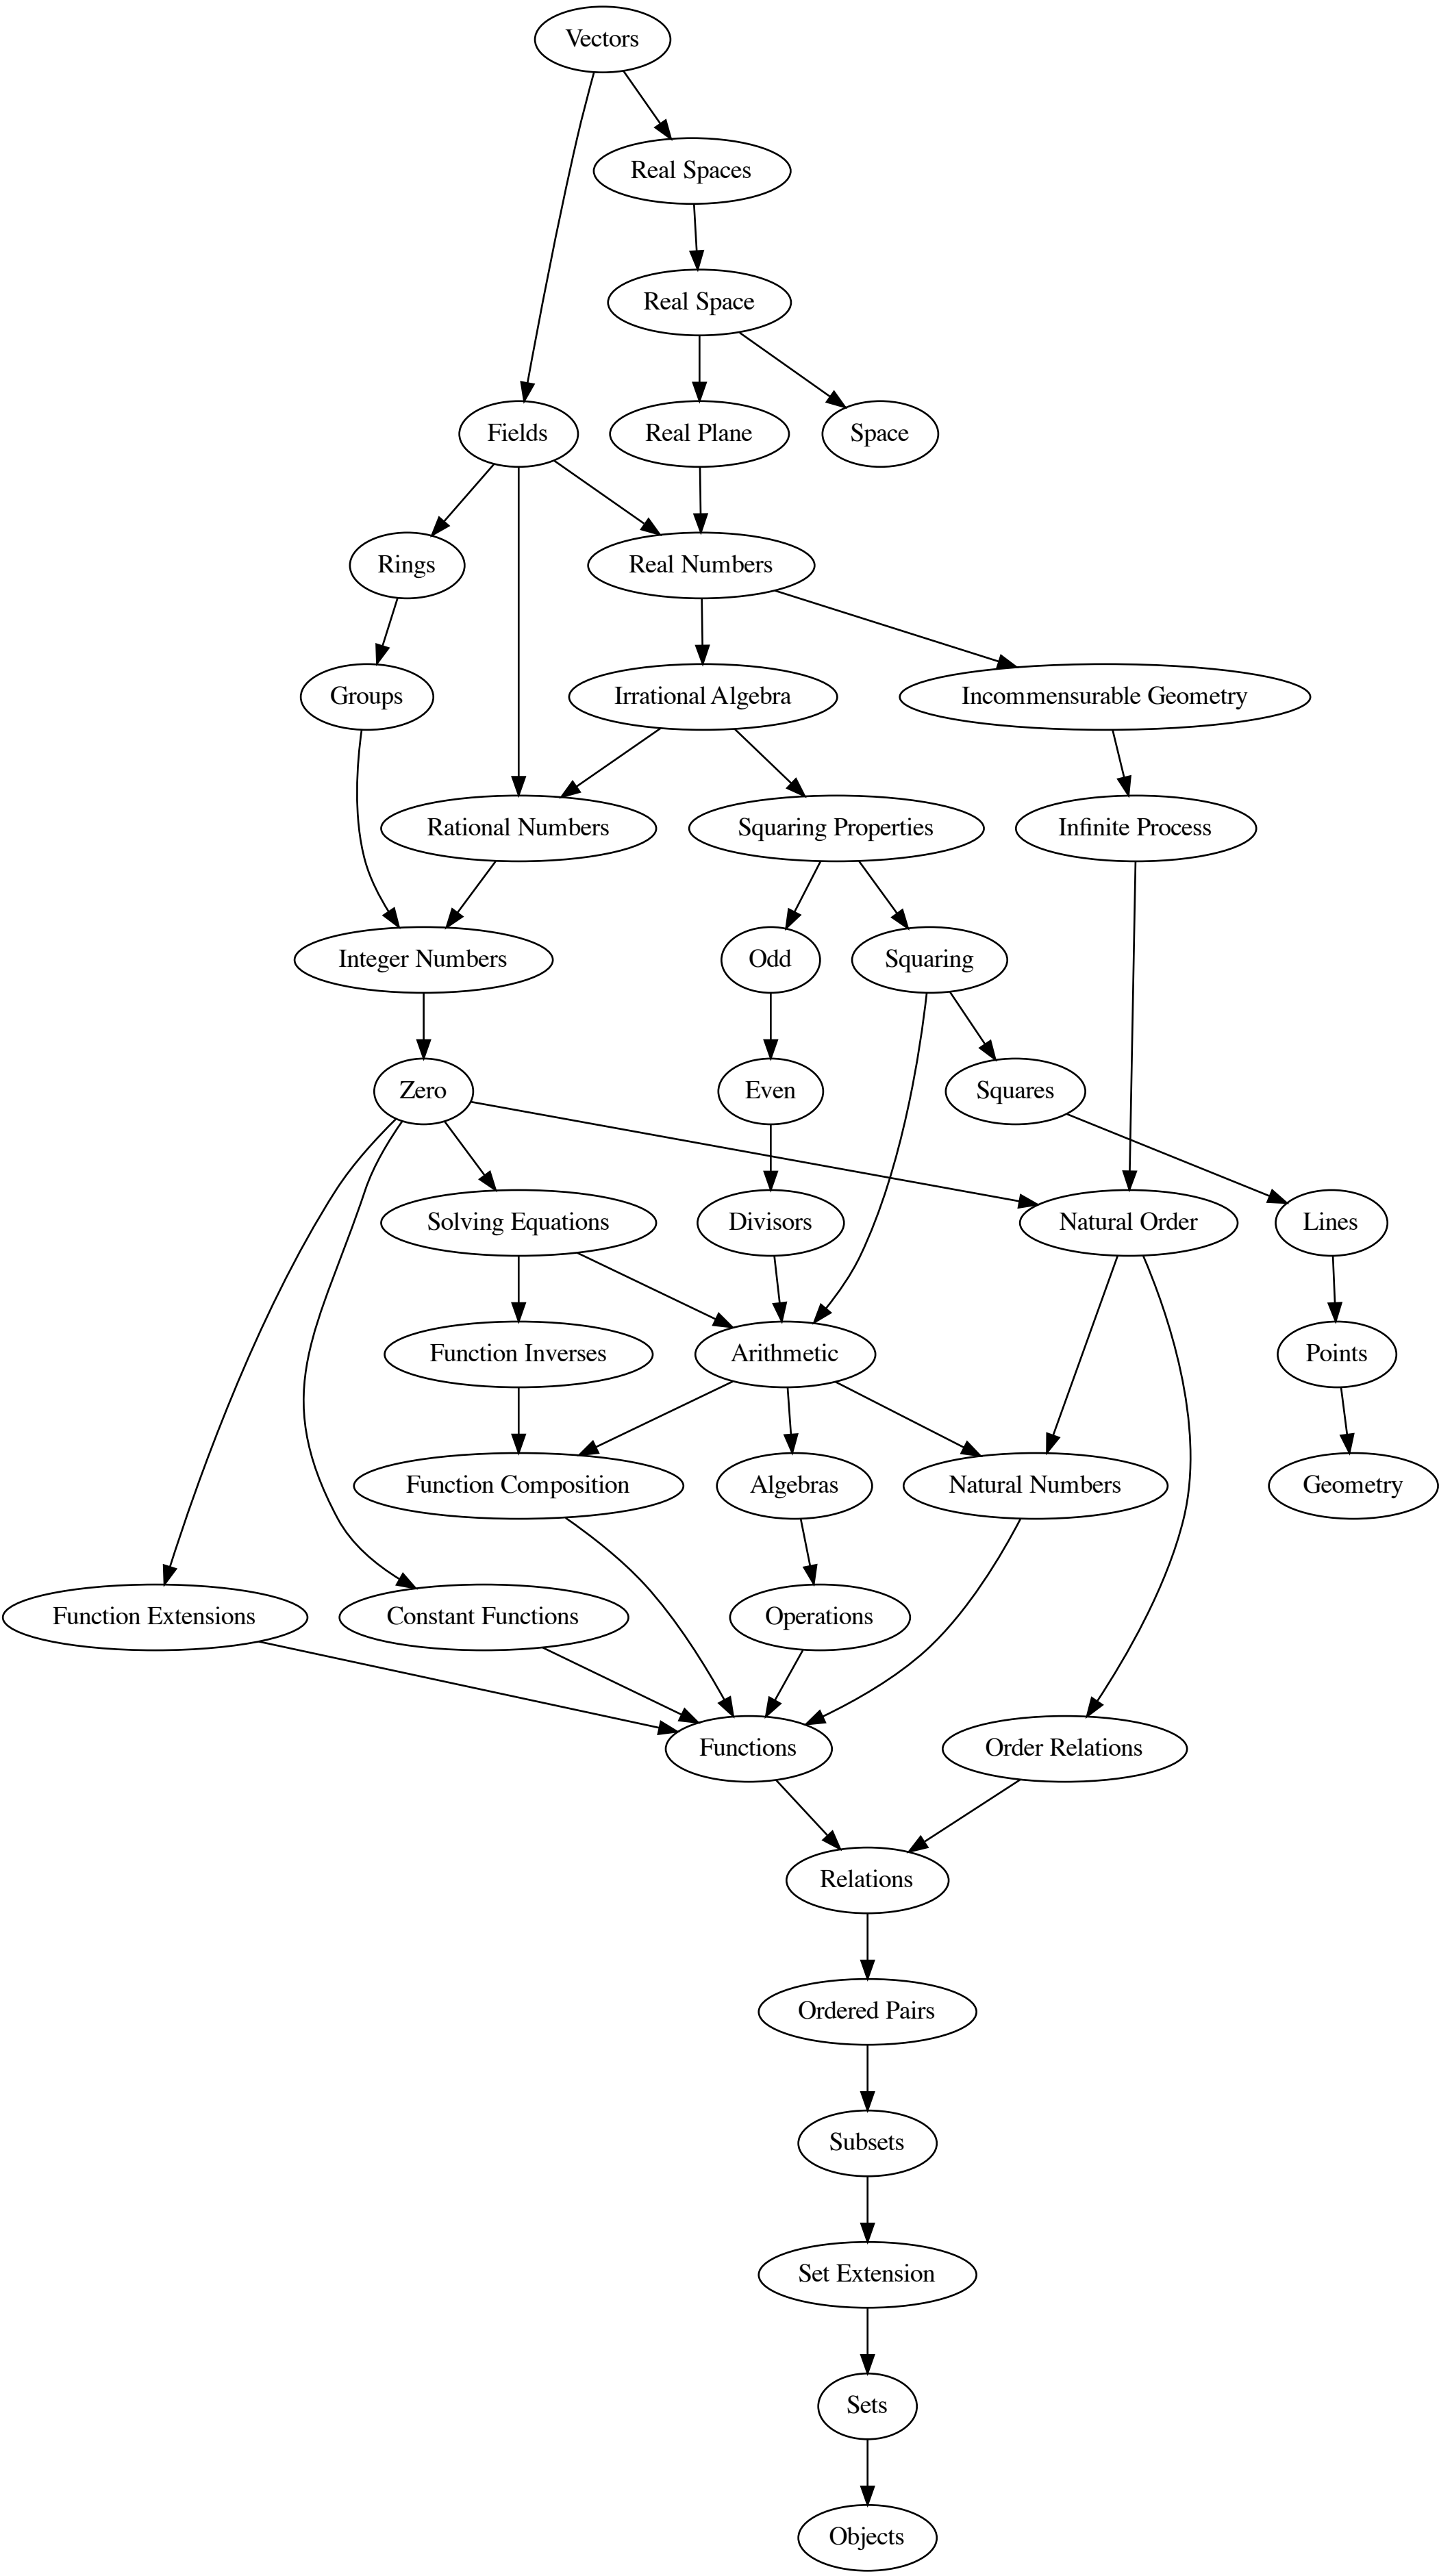 Vectors
Real Spaces
Real Space
Fields
Real Plane
Space
Rings
Real Numbers
Groups
Irrational Algebra
Incommensurable Geometry
Rational Numbers
Squaring Properties
Infinite Process
Integer Numbers
Odd
Squaring
Zero
Even
Squares
Solving Equations
Divisors
Natural Order
Lines
Function Inverses
Arithmetic
Points
Function Composition
Algebras
Natural Numbers
Geometry
Function Extensions
Constant Functions
Operations
Functions
Order Relations
Relations
Ordered Pairs
Subsets
Set Extension
Sets
Objects